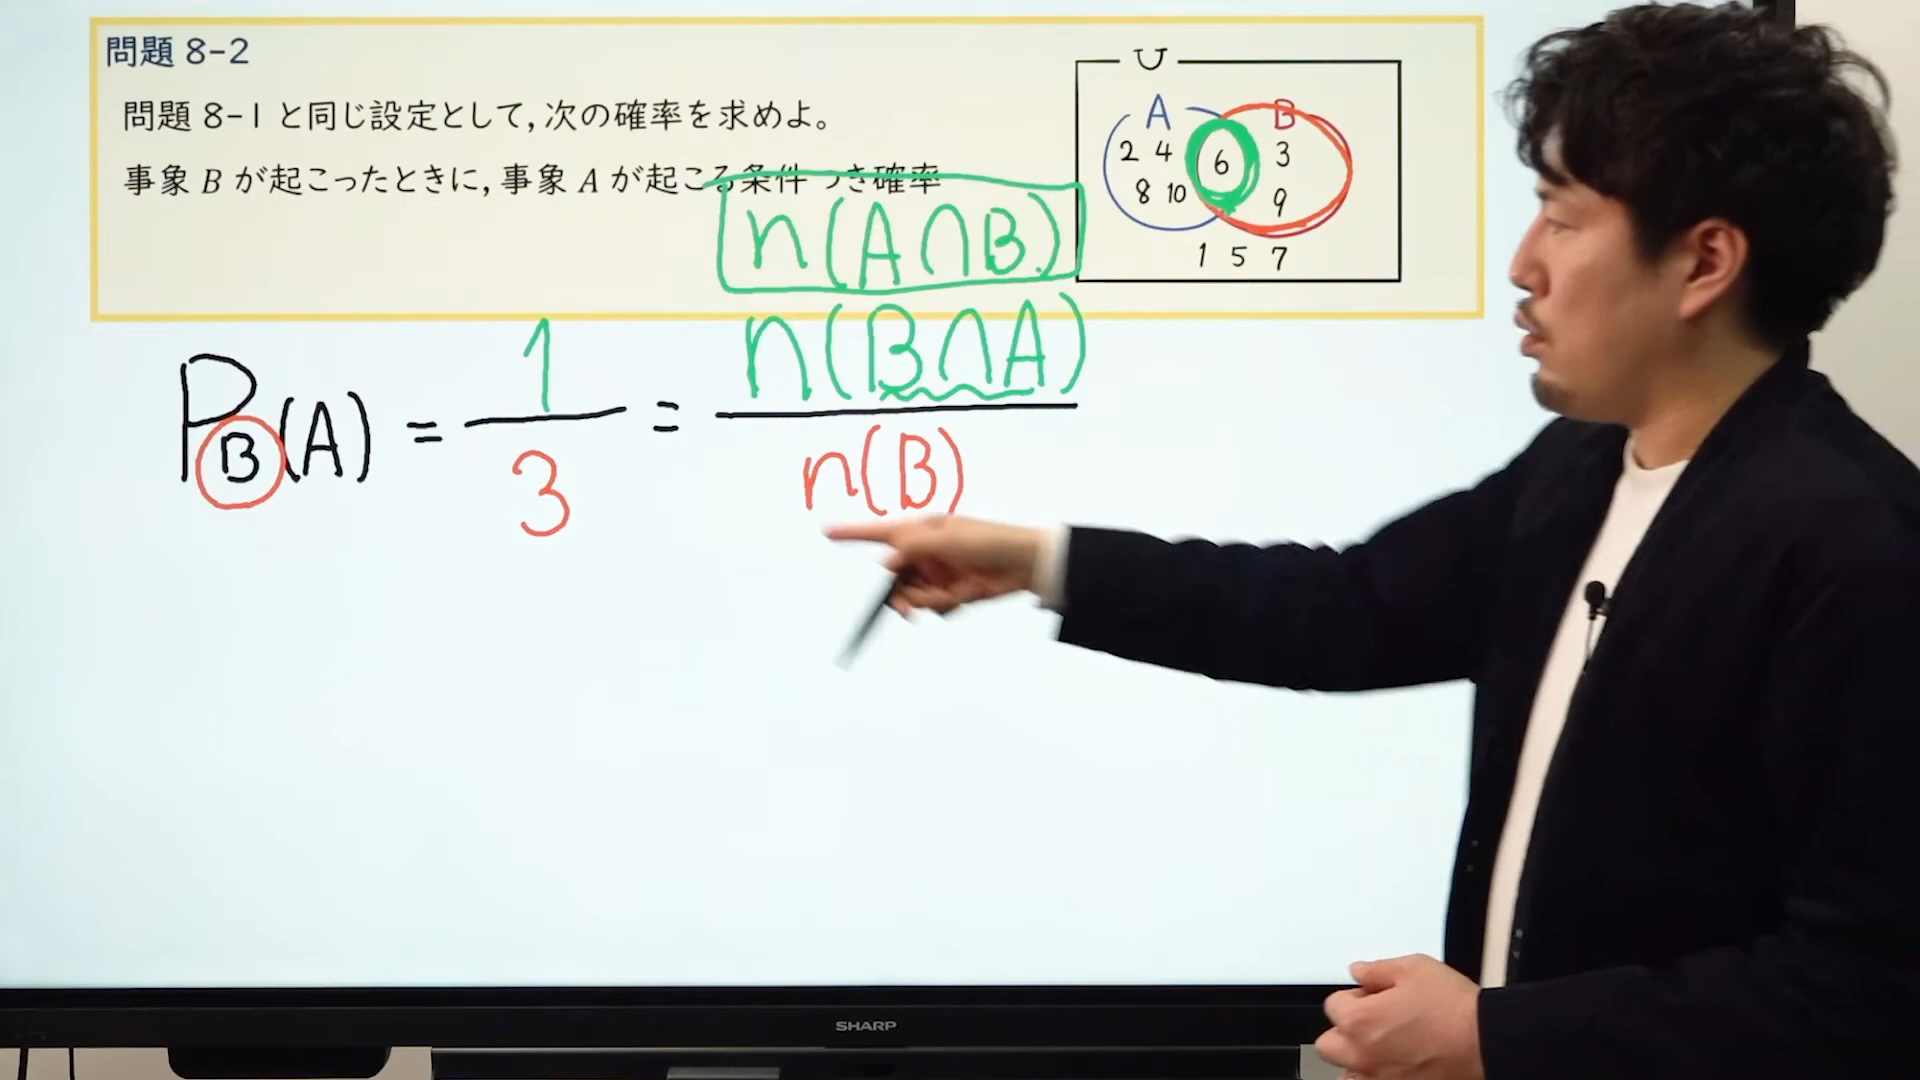 問題 8-2
問題 8-1 と同じ設定として, 次の確率を求めよ。
事象 B が起こったときに, 事象 A が起こる条件つき確率
U
A B
2 4 6 3
8 10 9
1 5 7
n(A∩B)
P_B(A) = 1/3 = n(B∩A)/n(B)
SHARP